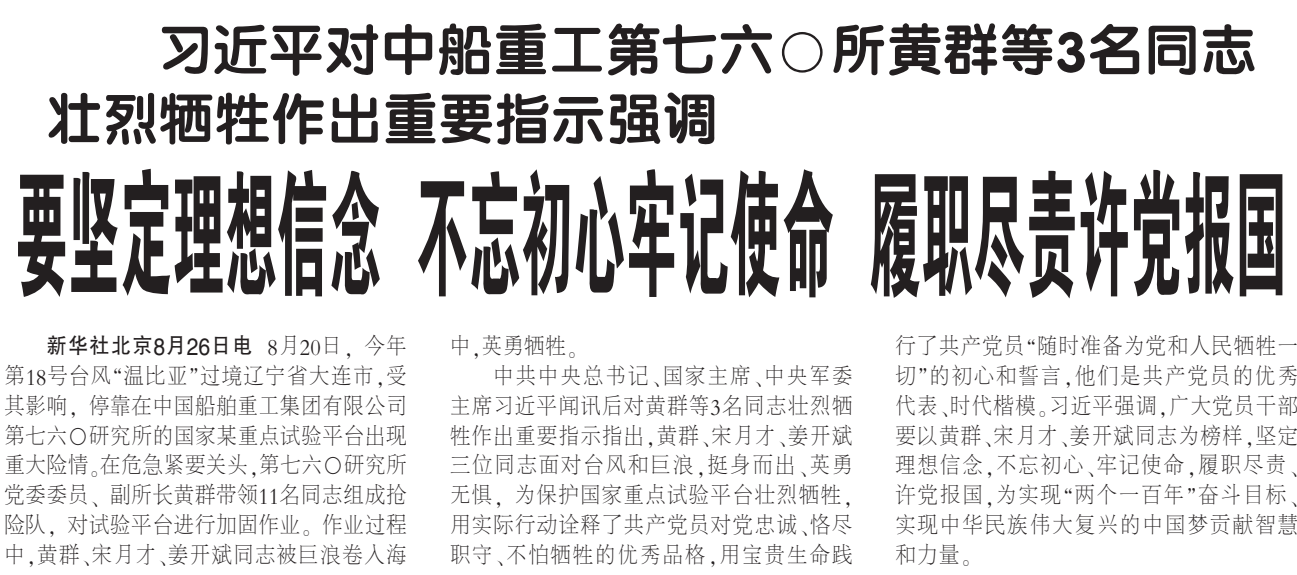 习近平对中船重工第七六〇所黄群等3名同志
壮烈牺牲作出重要指示强调
要坚定理想信念 不忘初心牢记使命 履职尽责许党报国
新华社北京8月26日电 8月20日，今年
第18号台风“温比亚”过境辽宁省大连市，受
其影响，停靠在中国船舶重工集团有限公司
第七六〇研究所的国家某重点试验平台出现
重大险情。在危急紧要关头，第七六〇研究所
党委委员、副所长黄群带领11名同志组成抢
险队，对试验平台进行加固作业。作业过程
中，黄群、宋月才、姜开斌同志被巨浪卷入海
中，英勇牺牲。
中共中央总书记、国家主席、中央军委
主席习近平闻讯后对黄群等3名同志壮烈牺
牲作出重要指示指出，黄群、宋月才、姜开斌
三位同志面对台风和巨浪，挺身而出、英勇
无惧，为保护国家重点试验平台壮烈牺牲，
用实际行动诠释了共产党员对党忠诚、恪尽
职守、不怕牺牲的优秀品格，用宝贵生命践
行了共产党员“随时准备为党和人民牺牲一
切”的初心和誓言，他们是共产党员的优秀
代表、时代楷模。习近平强调，广大党员干部
要以黄群、宋月才、姜开斌同志为榜样，坚定
理想信念，不忘初心、牢记使命，履职尽责、
许党报国，为实现“两个一百年”奋斗目标、
实现中华民族伟大复兴的中国梦贡献智慧
和力量。